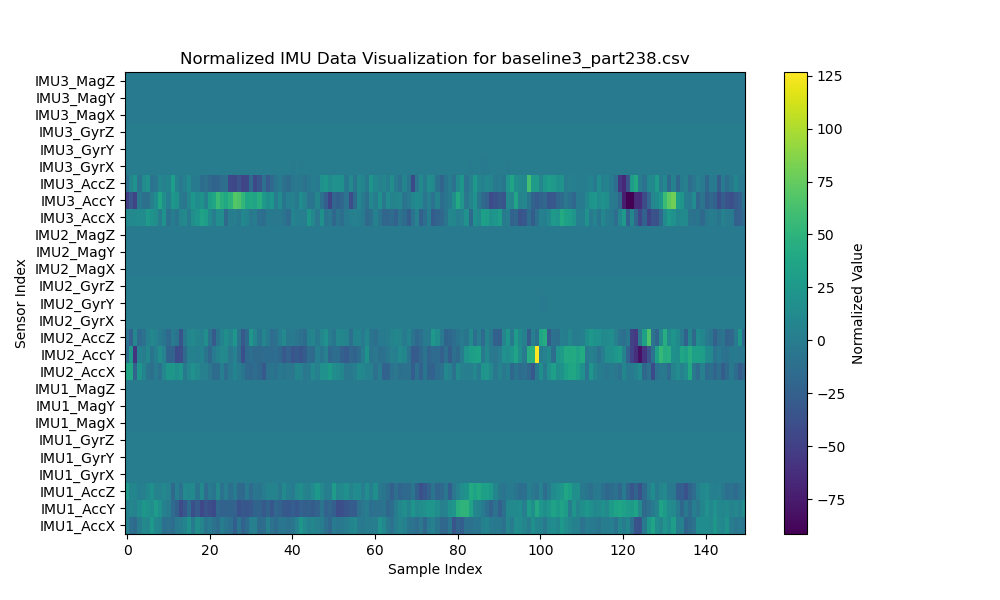 Normalized IMU Data Visualization for baseline3_part238.csv
IMU3_MagZ
IMU3_MagY
IMU3_MagX
IMU3_GyrZ
IMU3_GyrY
IMU3_GyrX
IMU3_AccZ
IMU3_AccY
IMU3_AccX
IMU2_MagZ
IMU2_MagY
IMU2_MagX
IMU2_GyrZ
IMU2_GyrY
IMU2_GyrX
IMU2_AccZ
IMU2_AccY
IMU2_AccX
IMU1_MagZ
IMU1_MagY
IMU1_MagX
IMU1_GyrZ
IMU1_GyrY
IMU1_GyrX
IMU1_AccZ
IMU1_AccY
IMU1_AccX
Sensor Index
0 20 40 60 80 100 120 140
Sample Index
125
100
75
50
25
0
−25
−50
−75
Normalized Value